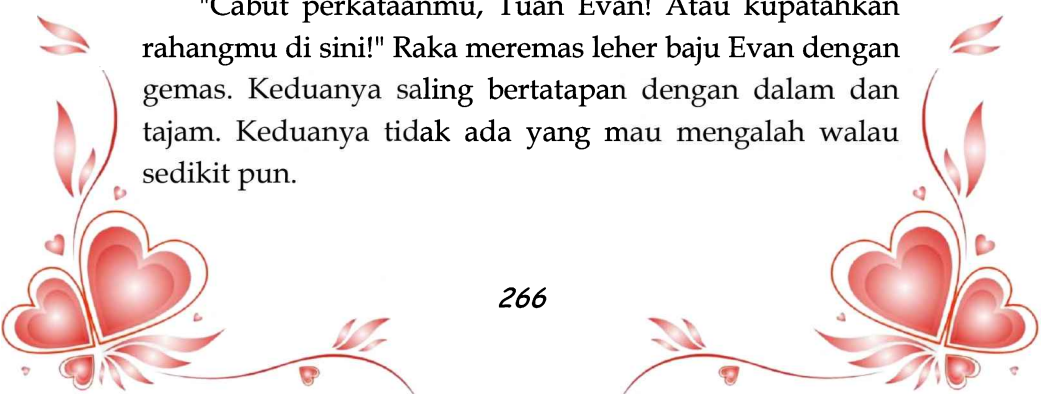 "Cabut perkataanmu, Tuan Evan! Atau kupatahkan
rahangmu di sini!" Raka meremas leher baju Evan dengan
gemas. Keduanya saling bertatapan dengan dalam dan
tajam. Keduanya tidak ada yang mau mengalah walau
sedikit pun.
266